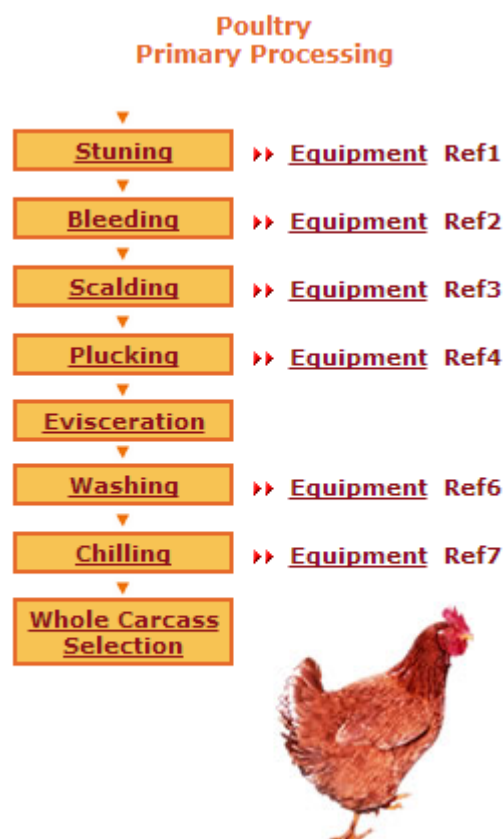 Poultry
Primary Processing
Stuning Equipment Ref1
Bleeding Equipment Ref2
Scalding Equipment Ref3
Plucking Equipment Ref4
Evisceration
Washing Equipment Ref6
Chilling Equipment Ref7
Whole Carcass
Selection